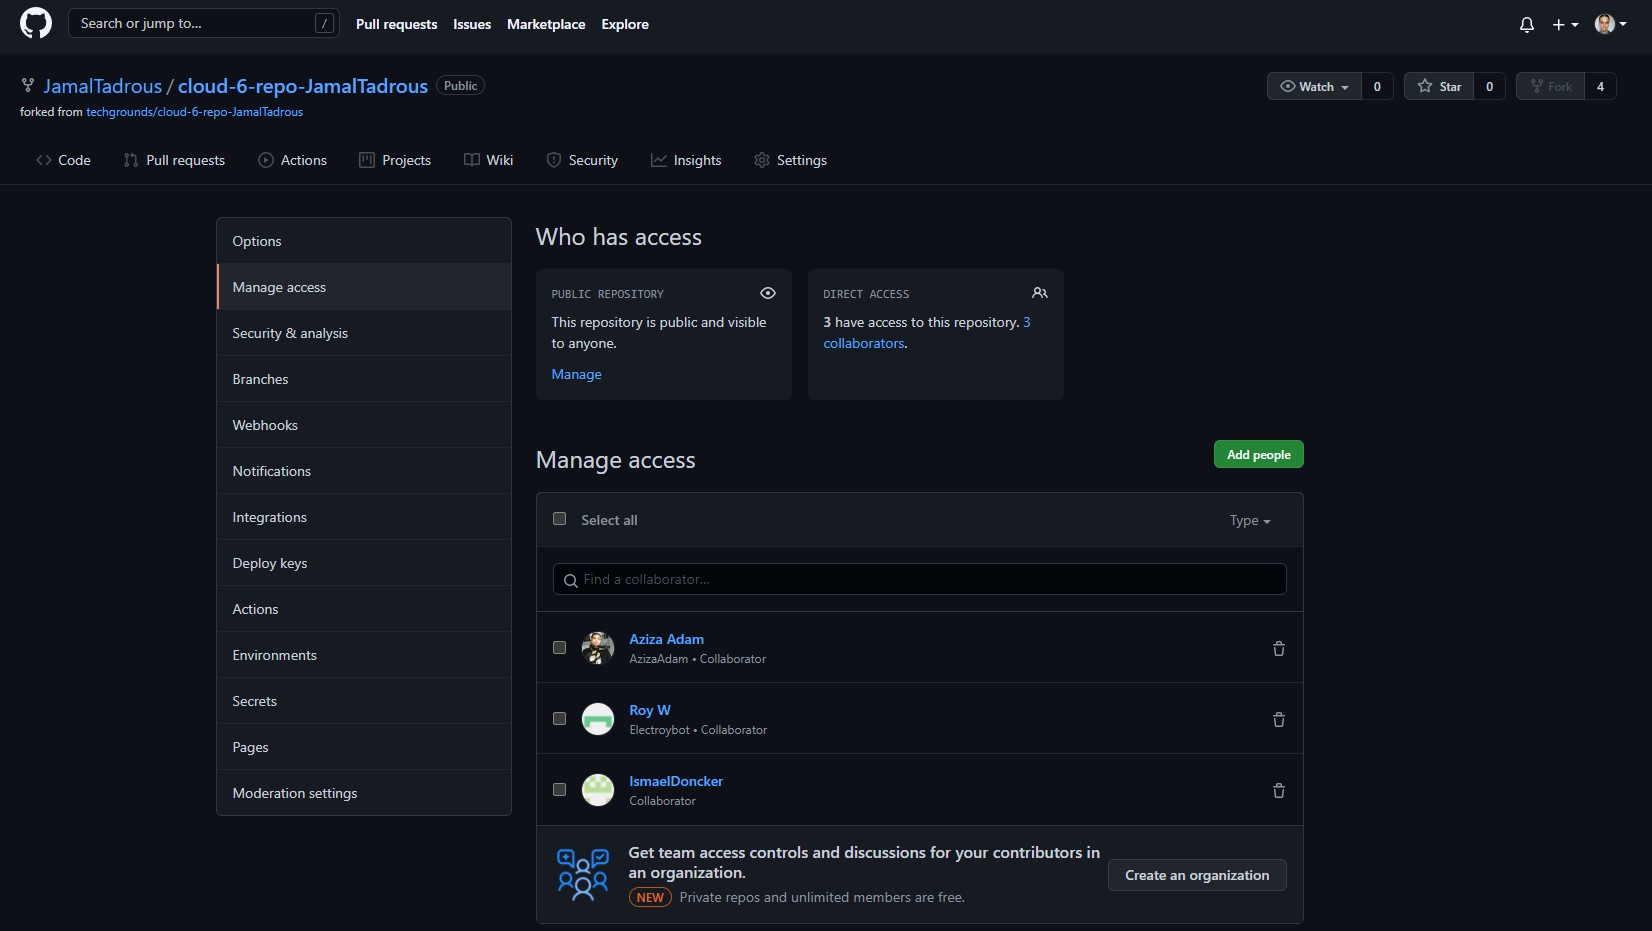 Search or jump to... /
Pull requests Issues Marketplace Explore
JamalTadrous / cloud-6-repo-JamalTadrous Public
Watch 0 Star 0 Fork 4
forked from techgrounds/cloud-6-repo-JamalTadrous
Code Pull requests Actions Projects Wiki Security Insights Settings
Options
Manage access
Security & analysis
Branches
Webhooks
Notifications
Integrations
Deploy keys
Actions
Environments
Secrets
Pages
Moderation settings
Who has access
PUBLIC REPOSITORY
This repository is public and visible
to anyone.
Manage
DIRECT ACCESS
3 have access to this repository. 3
collaborators.
Manage access
Add people
Select all
Type
Find a collaborator...
Aziza Adam
AzizaAdam • Collaborator
Roy W
Electroybot • Collaborator
IsmaelDoncker
Collaborator
Get team access controls and discussions for your contributors in
an organization.
NEW Private repos and unlimited members are free.
Create an organization